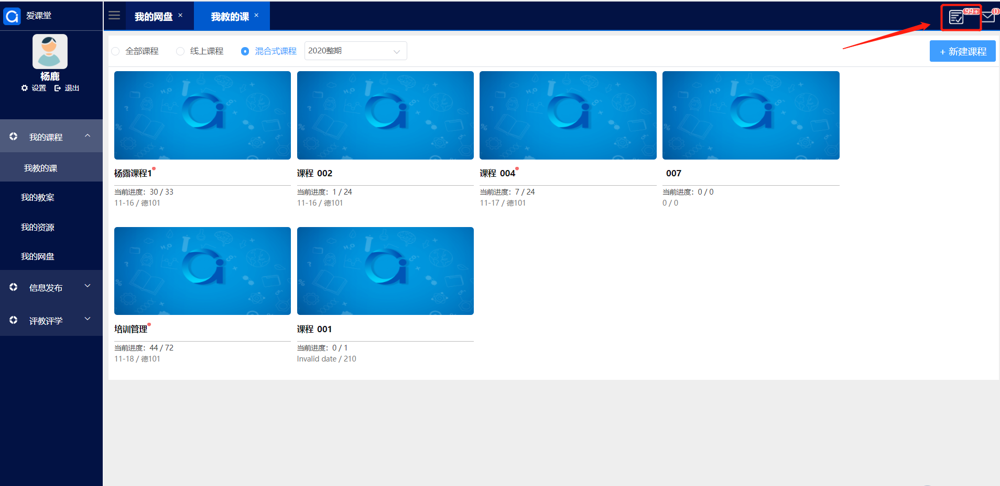 爱课堂
我的网盘 ×
我教的课 ×
99+
0
杨鹿
设置 退出
全部课程 线上课程 混合式课程 2020整期
+ 新建课程
我的课程
我教的课
我的教案
我的资源
我的网盘
信息发布
评教评学
杨露课程1
当前进度：30 / 33
11-16 / 德101
课程 002
当前进度：1 / 24
11-16 / 德101
课程 004
当前进度：7 / 24
11-17 / 德101
007
当前进度：0 / 0
0 / 0
培训管理
当前进度：44 / 72
11-18 / 德101
课程 001
当前进度：0 / 1
Invalid date / 210